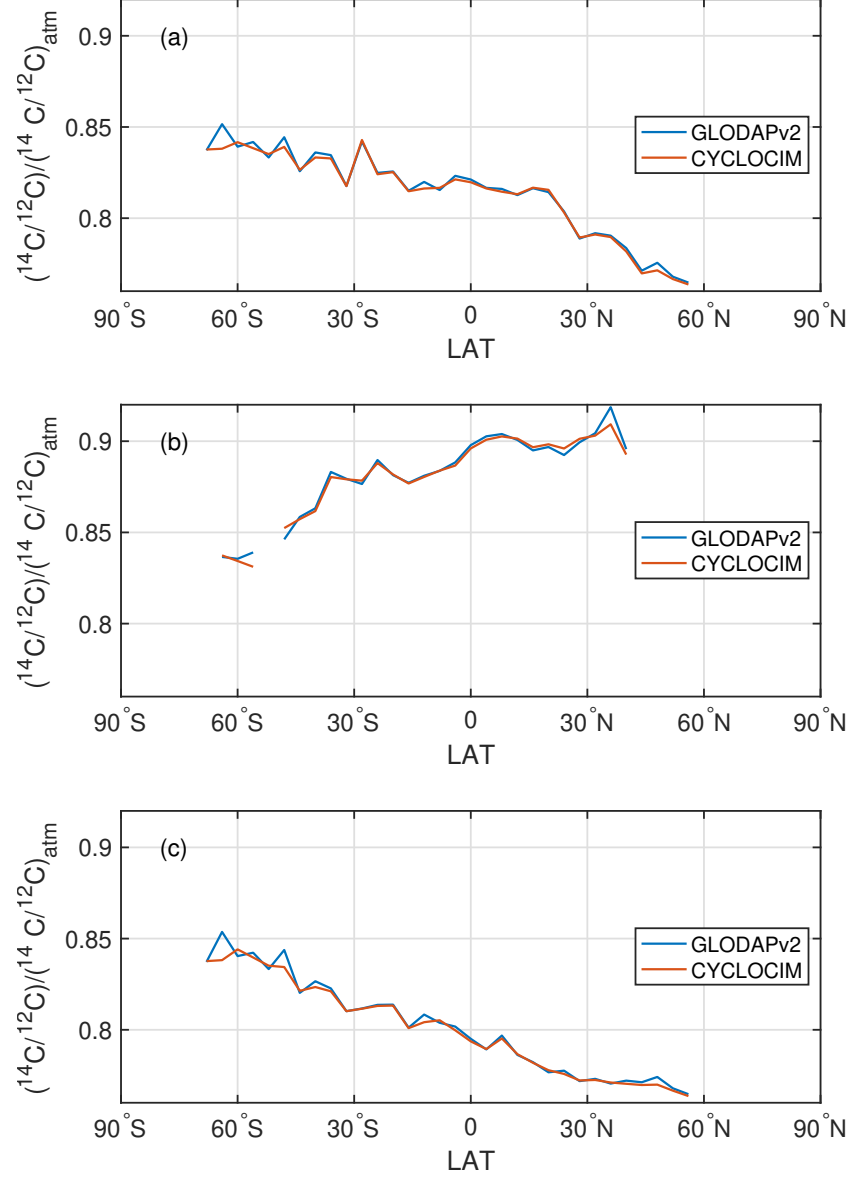 (a)
0.9
0.85
0.8
(¹⁴C/¹²C)/(¹⁴ C/¹²C)atm
GLODAPv2
CYCLOCIM
90°S 60°S 30°S 0 30°N 60°N 90°N
LAT
(b)
0.9
0.85
0.8
(¹⁴C/¹²C)/(¹⁴ C/¹²C)atm
GLODAPv2
CYCLOCIM
90°S 60°S 30°S 0 30°N 60°N 90°N
LAT
(c)
0.9
0.85
0.8
(¹⁴C/¹²C)/(¹⁴ C/¹²C)atm
GLODAPv2
CYCLOCIM
90°S 60°S 30°S 0 30°N 60°N 90°N
LAT